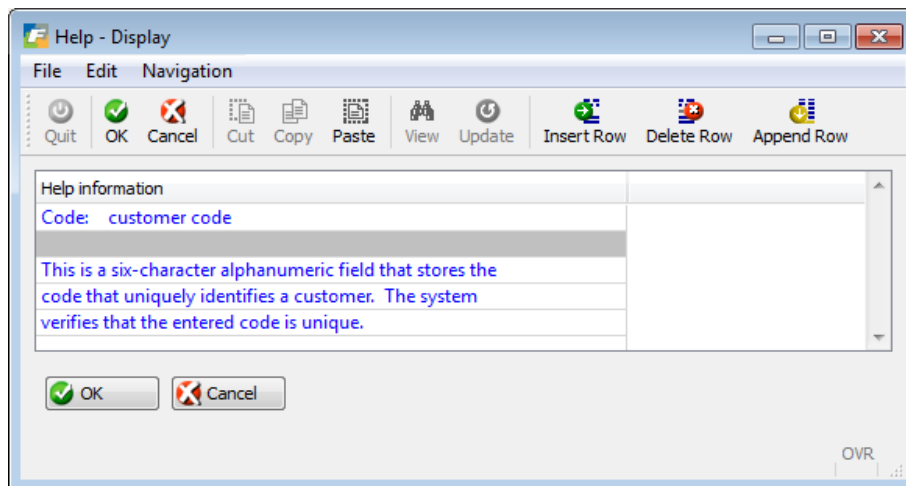 Help - Display
File Edit Navigation
Quit OK Cancel Cut Copy Paste View Update Insert Row Delete Row Append Row
Help information
Code: customer code
This is a six-character alphanumeric field that stores the
code that uniquely identifies a customer. The system
verifies that the entered code is unique.
OK Cancel
OVR